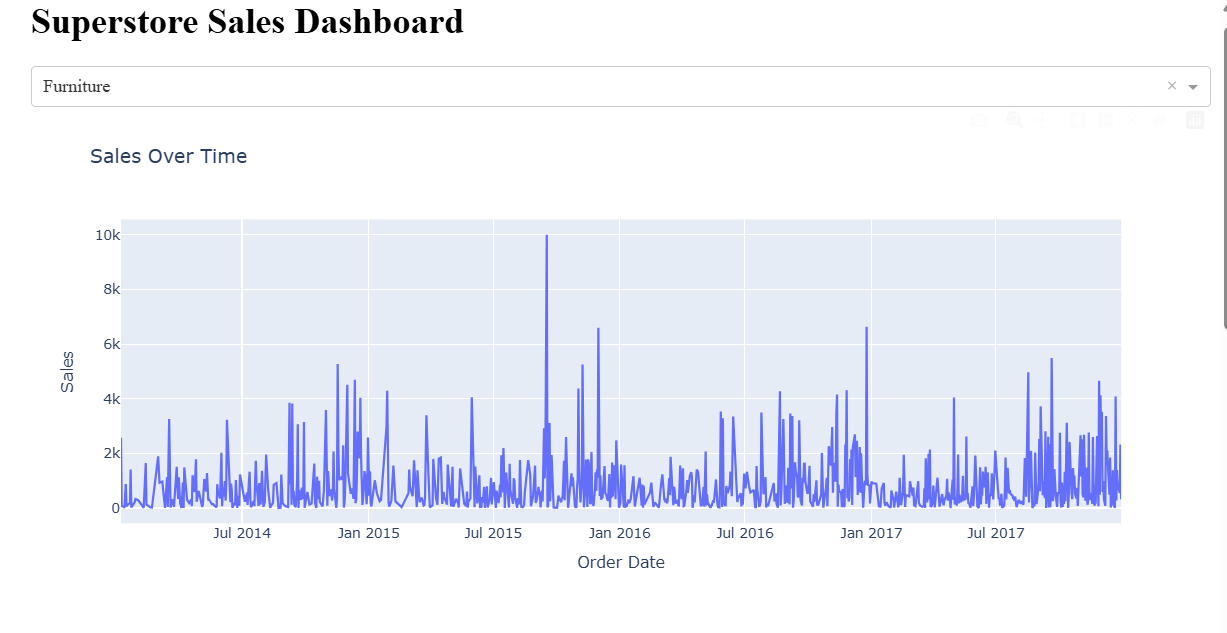 Superstore Sales Dashboard
Furniture
Sales Over Time
10k
8k
6k
4k
2k
0
Sales
Jul 2014 Jan 2015 Jul 2015 Jan 2016 Jul 2016 Jan 2017 Jul 2017
Order Date